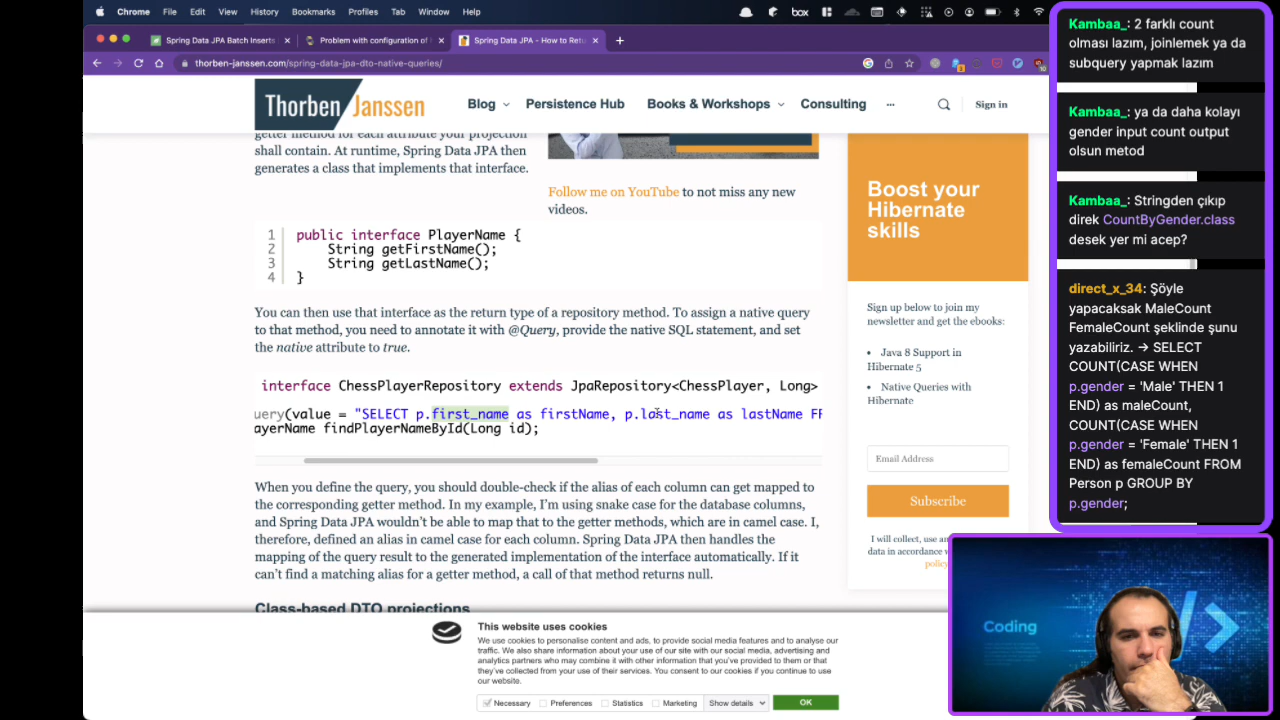 Chrome File Edit View History Bookmarks Profiles Tab Window Help
Spring Data JPA Batch Inserts
Problem with configuration of
Spring Data JPA - How to Retu
thorben-janssen.com/spring-data-jpa-dto-native-queries/
Thorben Janssen
Blog Persistence Hub Books & Workshops Consulting ... Sign in
getter method for each attribute your projection
shall contain. At runtime, Spring Data JPA then
generates a class that implements that interface.
Follow me on YouTube to not miss any new
videos.
1 public interface PlayerName {
2 String getFirstName();
3 String getLastName();
4 }
You can then use that interface as the return type of a repository method. To assign a native query
to that method, you need to annotate it with @Query, provide the native SQL statement, and set
the native attribute to true.
interface ChessPlayerRepository extends JpaRepository<ChessPlayer, Long>
uery(value = "SELECT p.first_name as firstName, p.last_name as lastName FR
ayerName findPlayerNameById(Long id);
When you define the query, you should double-check if the alias of each column can get mapped to
the corresponding getter method. In my example, I'm using snake case for the database columns,
and Spring Data JPA wouldn't be able to map that to the getter methods, which are in camel case. I,
therefore, defined an alias in camel case for each column. Spring Data JPA then handles the
mapping of the query result to the generated implementation of the interface automatically. If it
can't find a matching alias for a getter method, a call of that method returns null.
Class-based DTO projections
Boost your
Hibernate
skills
Sign up below to join my
newsletter and get the ebooks:
• Java 8 Support in
Hibernate 5
• Native Queries with
Hibernate
Email Address
Subscribe
I will collect, use an
data in accordance w
policy
This website uses cookies
We use cookies to personalise content and ads, to provide social media features and to analyse our
traffic. We also share information about your use of our site with our social media, advertising and
analytics partners who may combine it with other information that you've provided to them or that
they've collected from your use of their services. You consent to our cookies if you continue to use
our website.
Necessary Preferences Statistics Marketing Show details OK
Kambaa_: 2 farklı count
olması lazım, joinlemek ya da
subquery yapmak lazım
Kambaa_: ya da daha kolayı
gender input count output
olsun metod
Kambaa_: Stringden çıkıp
direk CountByGender.class
desek yer mi acep?
direct_x_34: Şöyle
yapacaksak MaleCount
FemaleCount şeklinde şunu
yazabiliriz. -> SELECT
COUNT(CASE WHEN
p.gender = 'Male' THEN 1
END) as maleCount,
COUNT(CASE WHEN
p.gender = 'Female' THEN 1
END) as femaleCount FROM
Person p GROUP BY
p.gender;
Coding